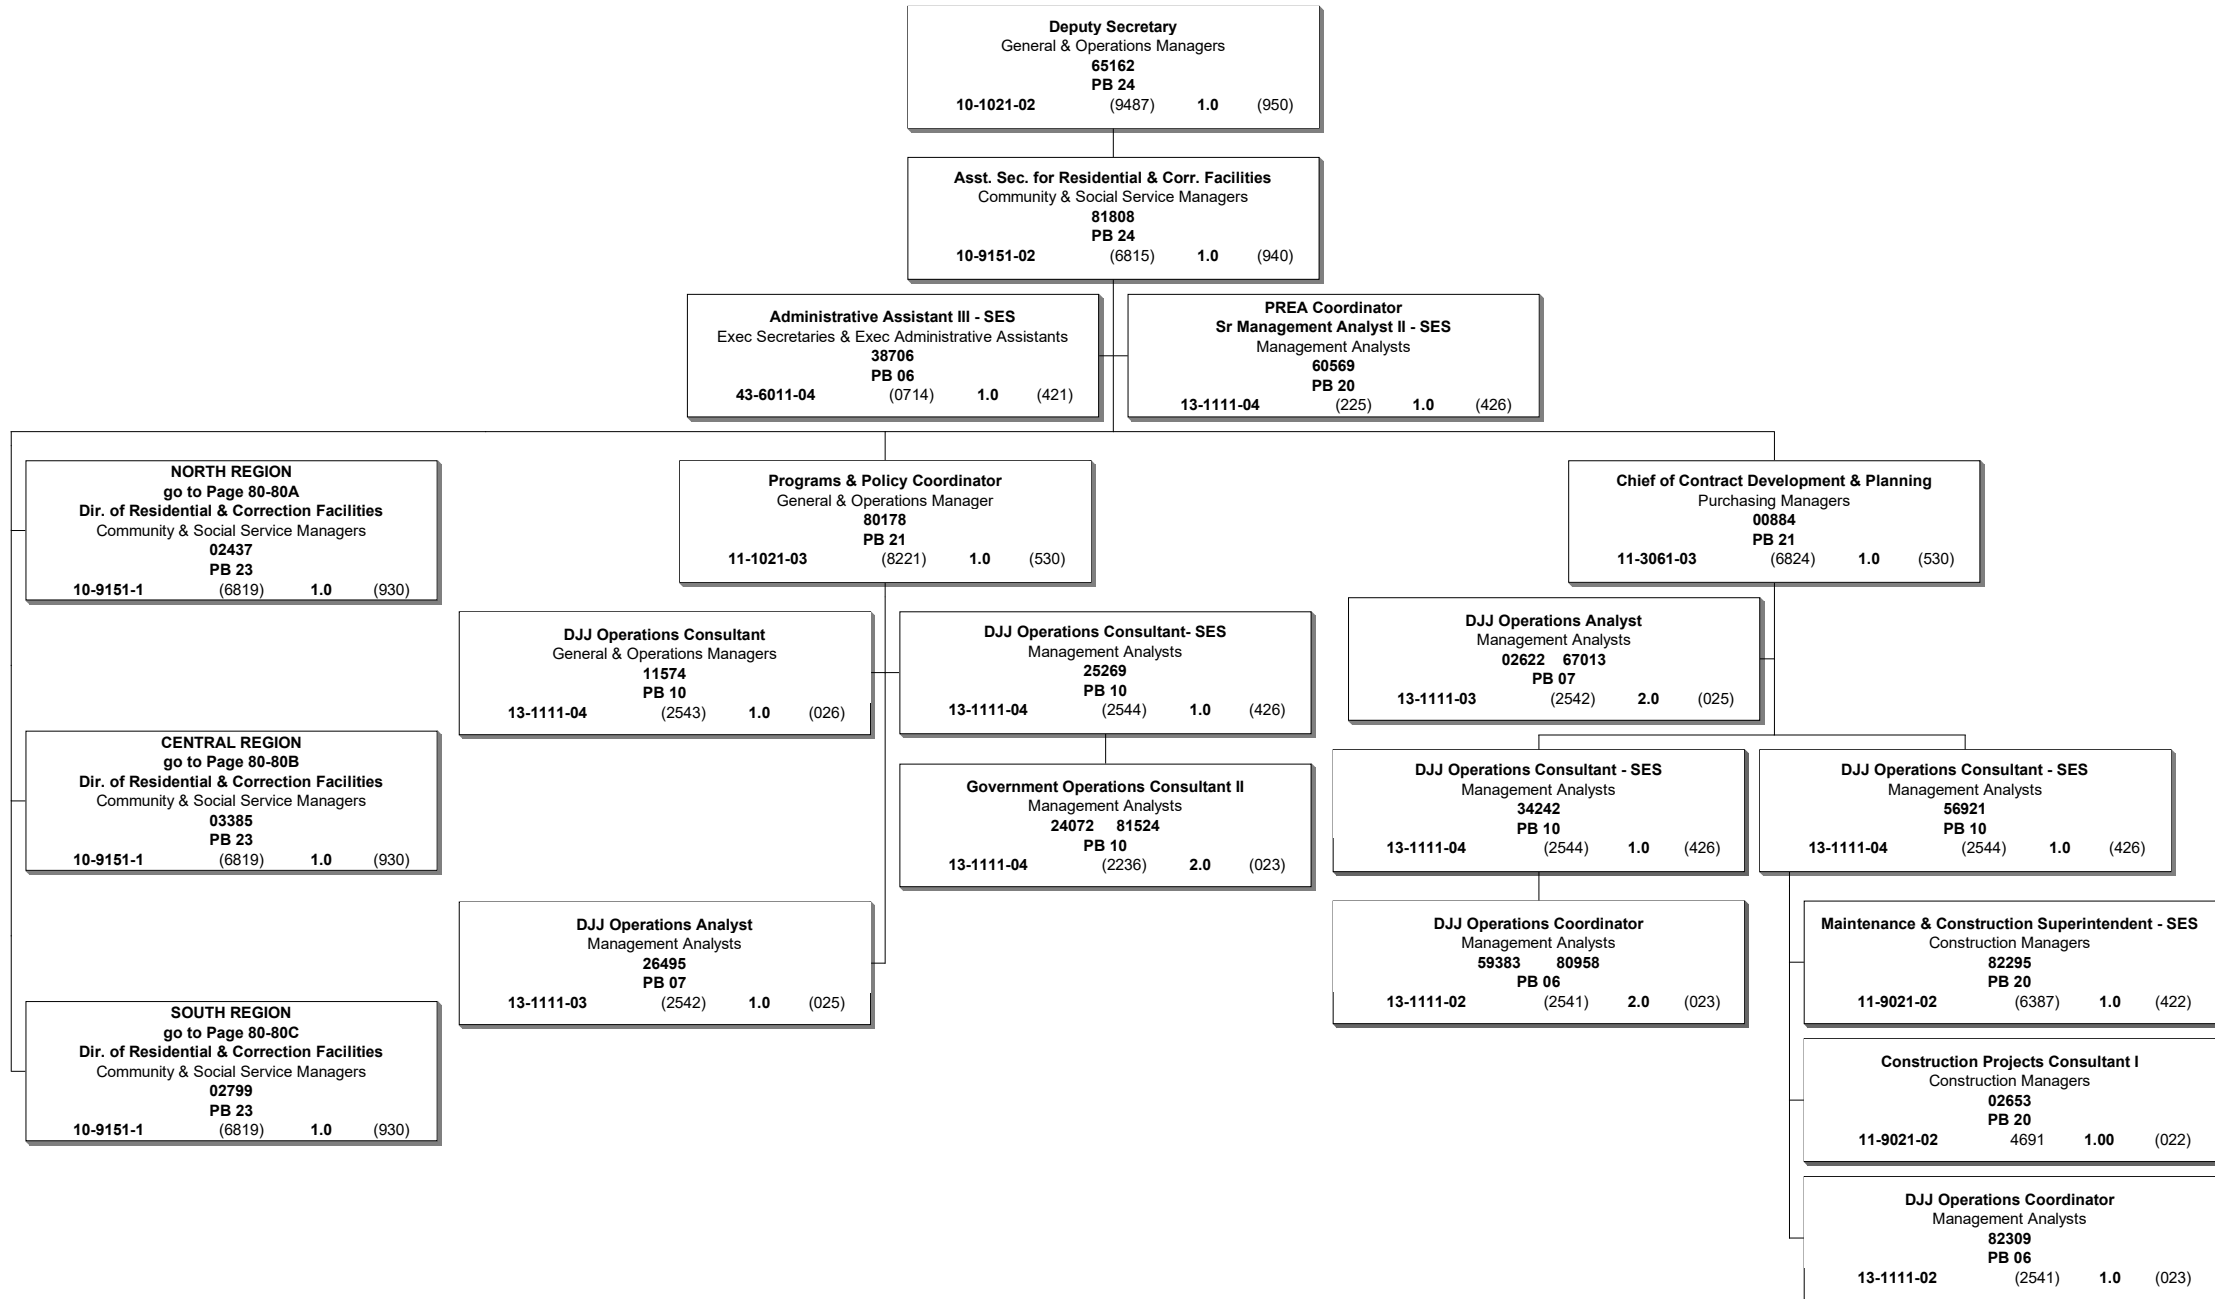 Deputy Secretary
General & Operations Managers
65162
PB 24
10-1021-02 (9487) 1.0 (950)
Asst. Sec. for Residential & Corr. Facilities
Community & Social Service Managers
81808
PB 24
10-9151-02 (6815) 1.0 (940)
Administrative Assistant III - SES
Exec Secretaries & Exec Administrative Assistants
38706
PB 06
43-6011-04 (0714) 1.0 (421)
PREA Coordinator
Sr Management Analyst II - SES
Management Analysts
60569
PB 20
13-1111-04 (225) 1.0 (426)
NORTH REGION
go to Page 80-80A
Dir. of Residential & Correction Facilities
Community & Social Service Managers
02437
PB 23
10-9151-1 (6819) 1.0 (930)
CENTRAL REGION
go to Page 80-80B
Dir. of Residential & Correction Facilities
Community & Social Service Managers
03385
PB 23
10-9151-1 (6819) 1.0 (930)
SOUTH REGION
go to Page 80-80C
Dir. of Residential & Correction Facilities
Community & Social Service Managers
02799
PB 23
10-9151-1 (6819) 1.0 (930)
Programs & Policy Coordinator
General & Operations Manager
80178
PB 21
11-1021-03 (8221) 1.0 (530)
DJJ Operations Consultant
General & Operations Managers
11574
PB 10
13-1111-04 (2543) 1.0 (026)
DJJ Operations Consultant- SES
Management Analysts
25269
PB 10
13-1111-04 (2544) 1.0 (426)
Government Operations Consultant II
Management Analysts
24072 81524
PB 10
13-1111-04 (2236) 2.0 (023)
DJJ Operations Analyst
Management Analysts
26495
PB 07
13-1111-03 (2542) 1.0 (025)
Chief of Contract Development & Planning
Purchasing Managers
00884
PB 21
11-3061-03 (6824) 1.0 (530)
DJJ Operations Analyst
Management Analysts
02622 67013
PB 07
13-1111-03 (2542) 2.0 (025)
DJJ Operations Consultant - SES
Management Analysts
34242
PB 10
13-1111-04 (2544) 1.0 (426)
DJJ Operations Coordinator
Management Analysts
59383 80958
PB 06
13-1111-02 (2541) 2.0 (023)
DJJ Operations Consultant - SES
Management Analysts
56921
PB 10
13-1111-04 (2544) 1.0 (426)
Maintenance & Construction Superintendent - SES
Construction Managers
82295
PB 20
11-9021-02 (6387) 1.0 (422)
Construction Projects Consultant I
Construction Managers
02653
PB 20
11-9021-02 4691 1.00 (022)
DJJ Operations Coordinator
Management Analysts
82309
PB 06
13-1111-02 (2541) 1.0 (023)